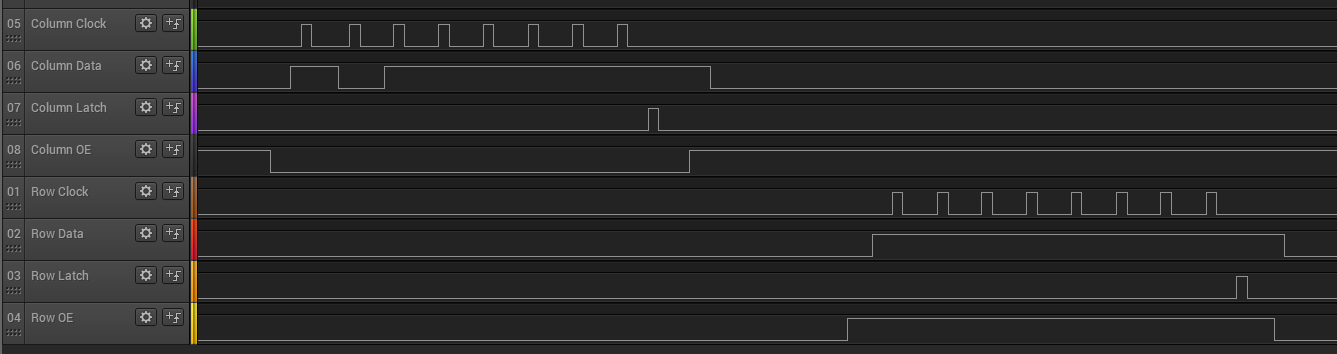 05 Column Clock
06 Column Data
07 Column Latch
08 Column OE
01 Row Clock
02 Row Data
03 Row Latch
04 Row OE